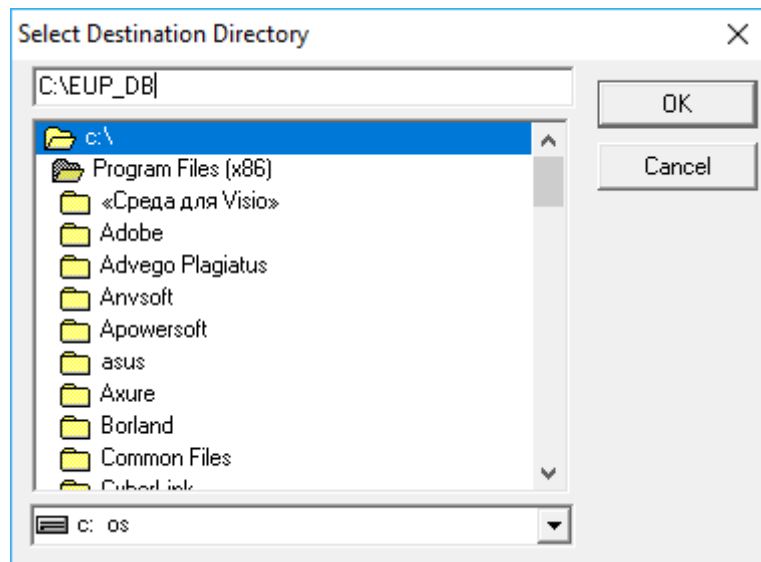 Select Destination Directory
C:\EUP_DB
OK
Cancel
c:\
Program Files (x86)
«Среда для Visio»
Adobe
Advego Plagiatus
Anvsoft
Apowersoft
asus
Axure
Borland
Common Files
CyberLink
c: os